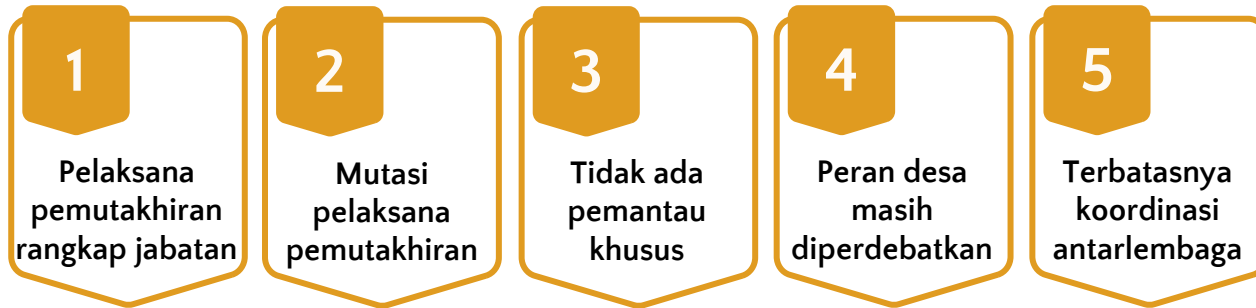 1
Pelaksana
pemutakhiran
rangkap jabatan
2
Mutasi
pelaksana
pemutakhiran
3
Tidak ada
pemantau
khusus
4
Peran desa
masih
diperdebatkan
5
Terbatasnya
koordinasi
antarlembaga